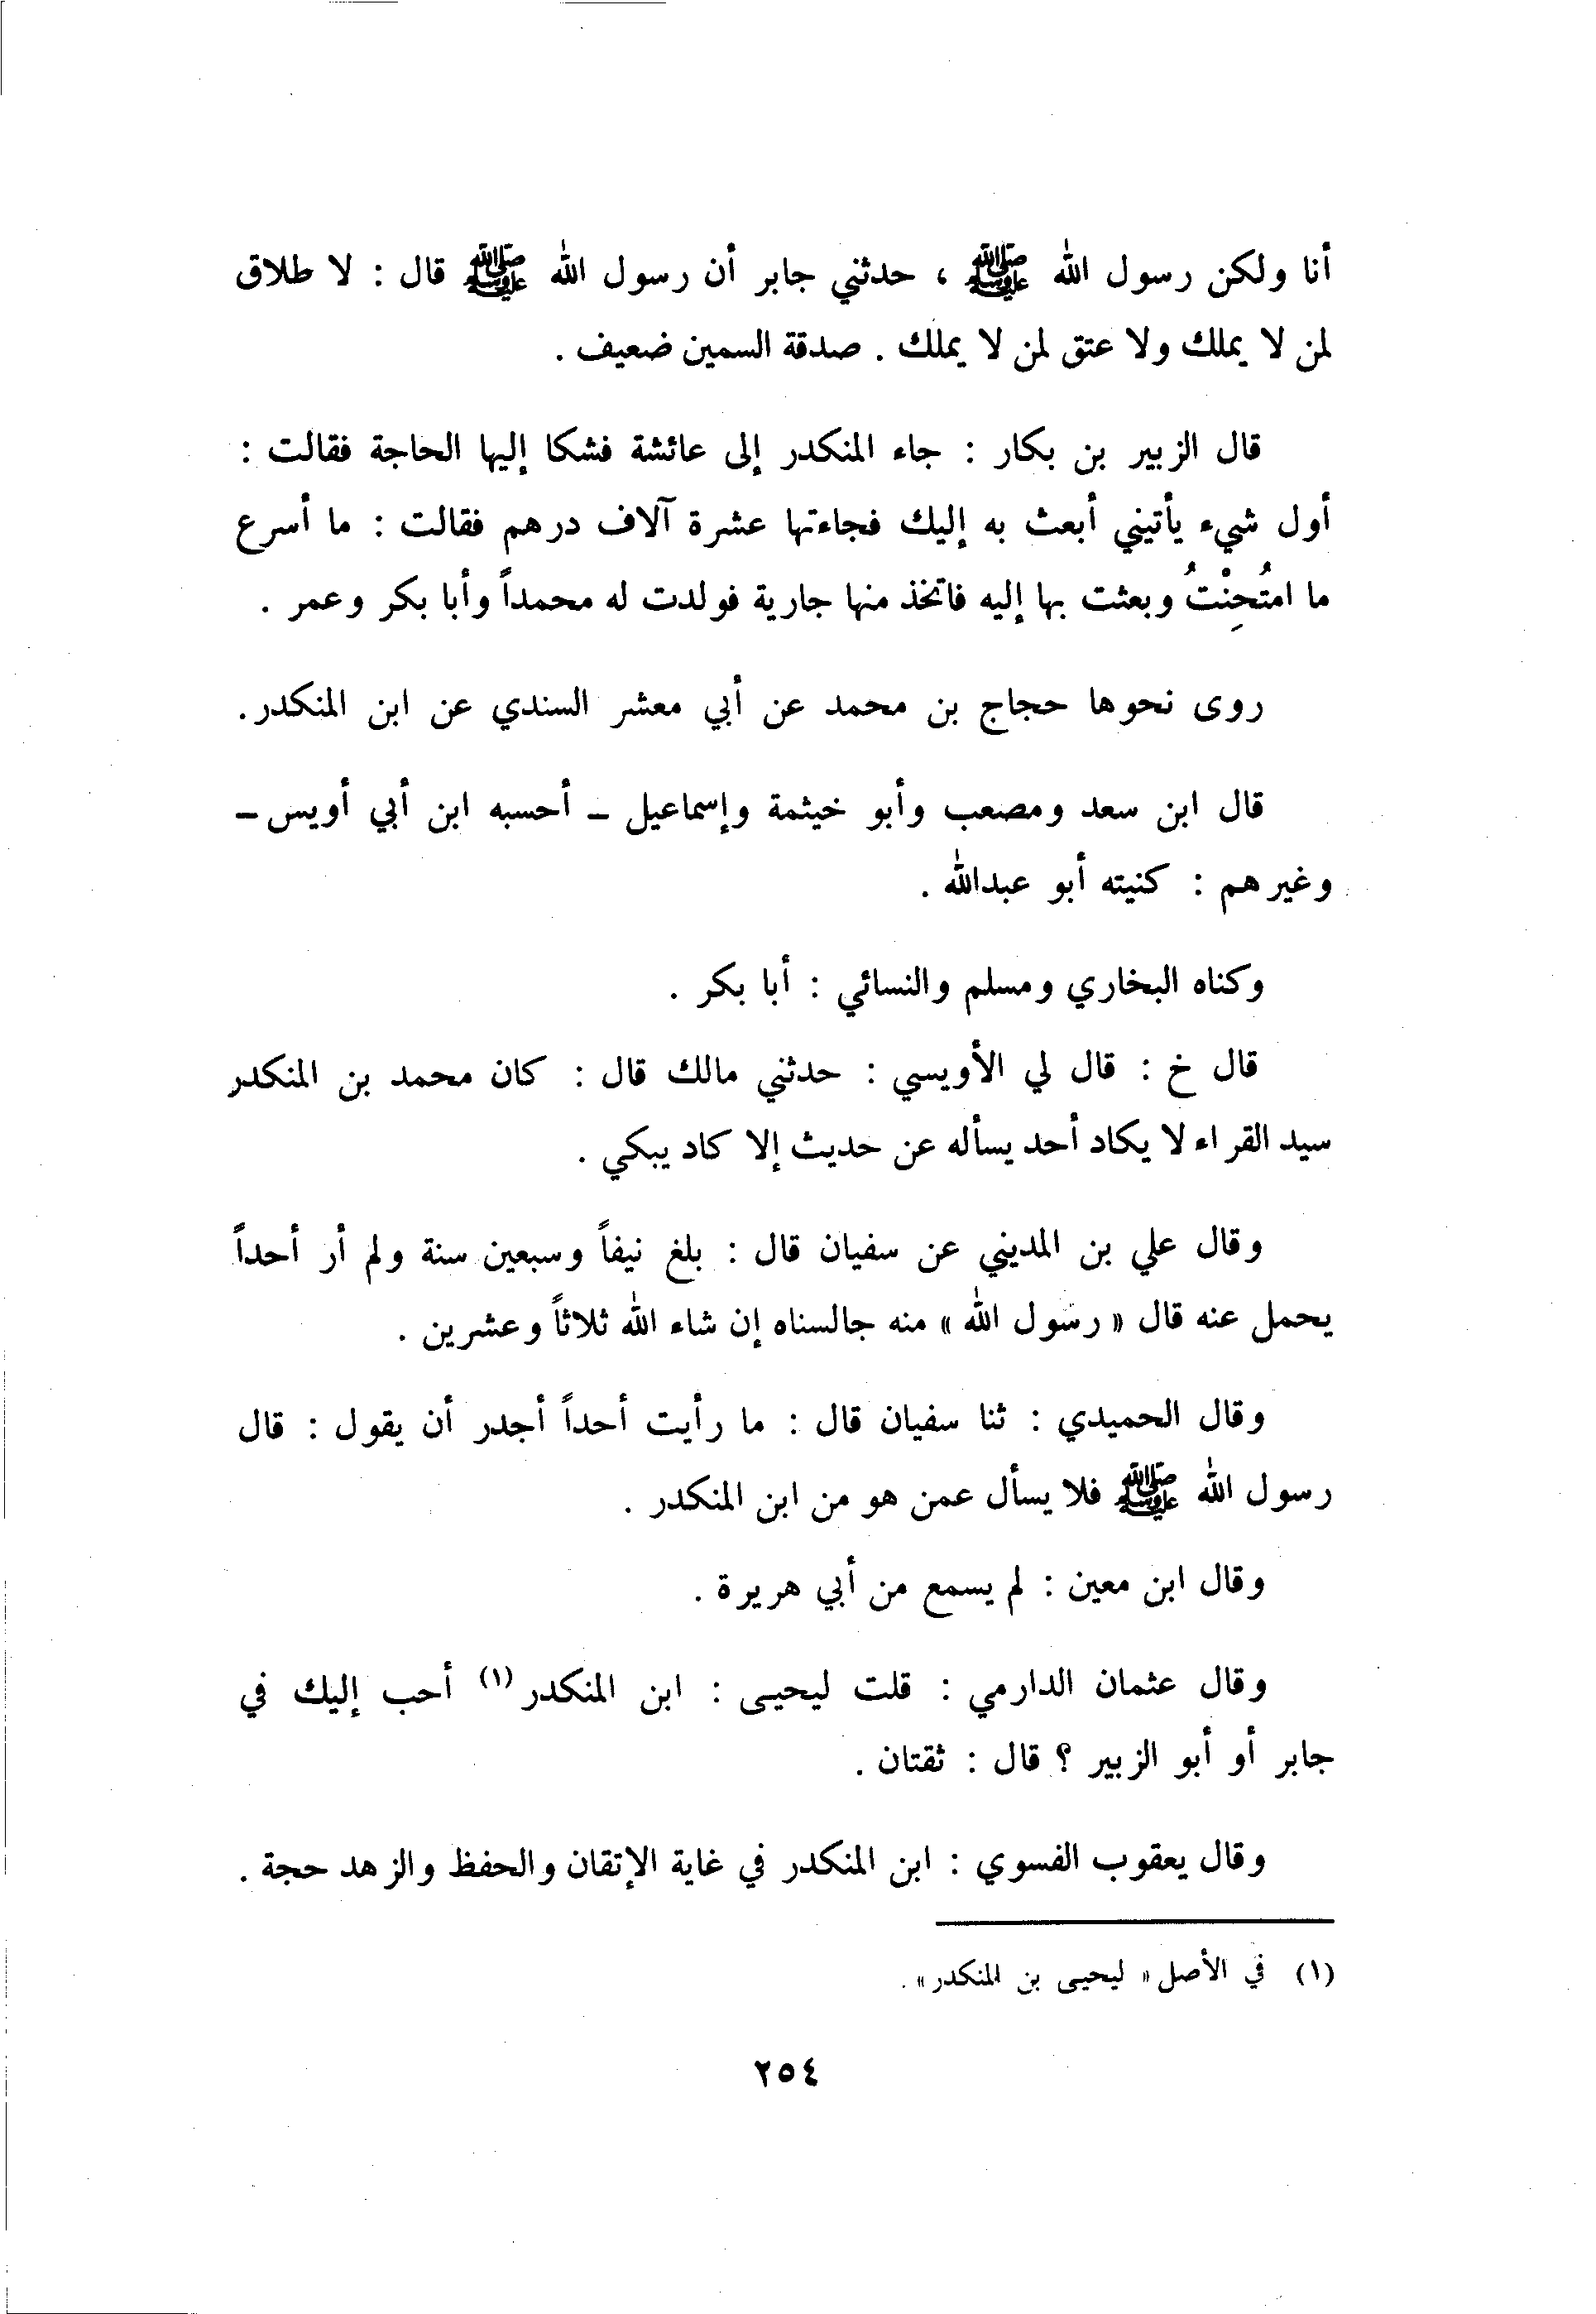 أنا ولكن رسول الله ﷺ ، حدثني جابر أن رسول الله ﷺ قال : لا طلاق
لمن لا يملك ولا عتق لمن لا يملك . صدقة السمين ضعيف .
قال الزبير بن بكار : جاء المنكدر إلى عائشة فشكا إليها الحاجة فقالت :
أول شيء يأتيني أبعث به إليك فجاءتها عشرة آلاف درهم فقالت : ما أسرع
ما امتُحِنْتُ وبعثت بها إليه فاتخذ منها جارية فولدت له محمداً وأبا بكر وعمر .
روى نحوها حجاج بن محمد عن أبي معشر السندي عن ابن المنكدر .
قال ابن سعد ومصعب وأبو خيثمة وإسماعيل – أحسبه ابن أبي أويس –
وغيرهم : كنيته أبو عبدالله .
وكناه البخاري ومسلم والنسائي : أبا بكر .
قال خ : قال لي الأويسي : حدثني مالك قال : كان محمد بن المنكدر
سيد القراء لا يكاد أحد يسأله عن حديث إلا كاد يبكي .
وقال علي بن المديني عن سفيان قال : بلغ نيفاً وسبعين سنة ولم أر أحداً
يحمل عنه قال « رسول الله » منه جالسناه إن شاء الله ثلاثاً وعشرين .
وقال الحميدي : ثنا سفيان قال : ما رأيت أحداً أجدر أن يقول : قال
رسول الله ﷺ فلا يسأل عمن هو من ابن المنكدر .
وقال ابن معين : لم يسمع من أبي هريرة .
وقال عثمان الدارمي : قلت ليحيى : ابن المنكدر (١) أحب إليك في
جابر أو أبو الزبير ؟ قال : ثقتان .
وقال يعقوب الفسوي : ابن المنكدر في غاية الإتقان والحفظ والزهد حجة .
(١) في الأصل « ليحيى بن المنكدر » .
٢٥٤